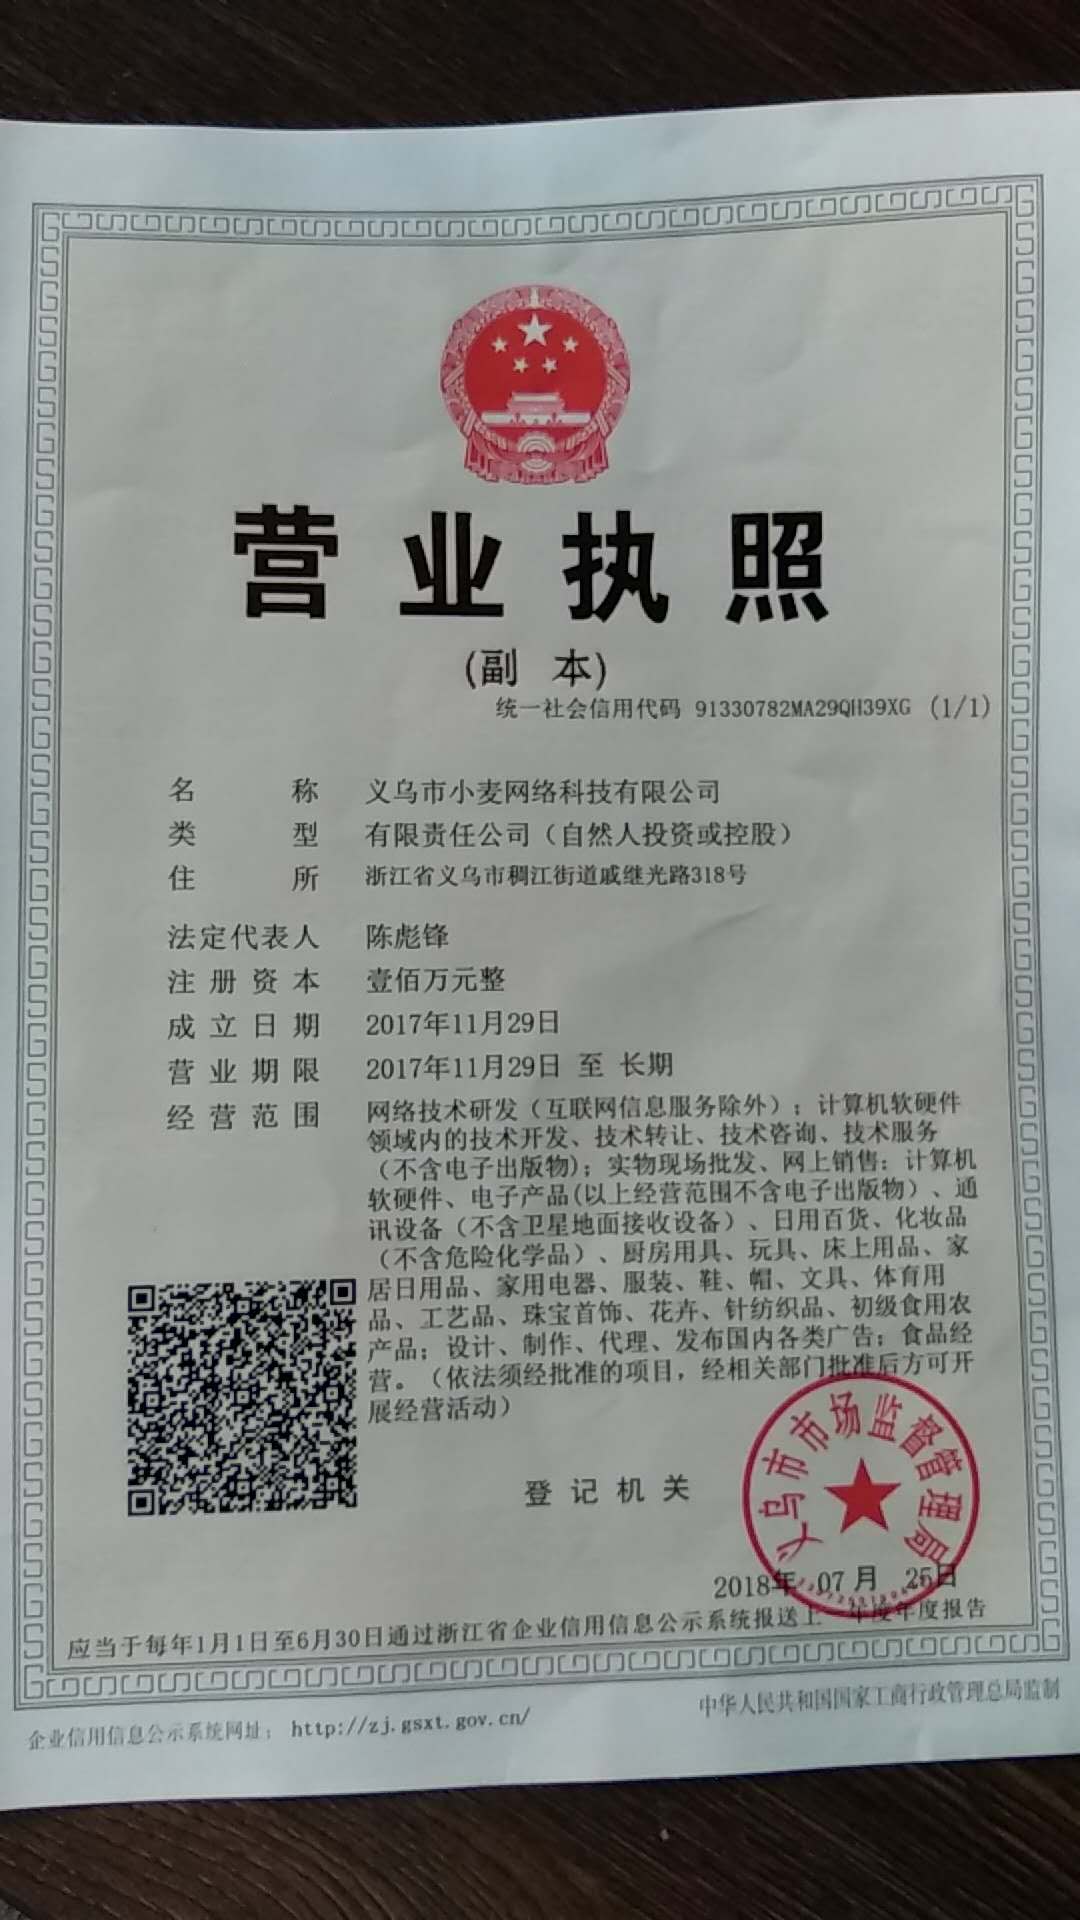 营业执照
(副 本)
统一社会信用代码 91330782MA29QH39XG (1/1)
名 称 义乌市小麦网络科技有限公司
类 型 有限责任公司（自然人投资或控股）
住 所 浙江省义乌市稠江街道戚继光路318号
法定代表人 陈彪锋
注册资本 壹佰万元整
成立日期 2017年11月29日
营业期限 2017年11月29日 至 长期
经营范围 网络技术研发（互联网信息服务除外）；计算机软硬件
领域内的技术开发、技术转让、技术咨询、技术服务
（不含电子出版物）；实物现场批发、网上销售：计算机
软硬件、电子产品(以上经营范围不含电子出版物）、通
讯设备（不含卫星地面接收设备）、日用百货、化妆品
（不含危险化学品）、厨房用具、玩具、床上用品、家
居日用品、家用电器、服装、鞋、帽、文具、体育用
品、工艺品、珠宝首饰、花卉、针纺织品、初级食用农
产品；设计、制作、代理、发布国内各类广告；食品经
营。（依法须经批准的项目，经相关部门批准后方可开
展经营活动）
登记机关
义乌市市场监督管理局
2018年 07月 25日
应当于每年1月1日至6月30日通过浙江省企业信用信息公示系统报送上一年度年度报告
企业信用信息公示系统网址： http://zj.gsxt.gov.cn/
中华人民共和国国家工商行政管理总局监制